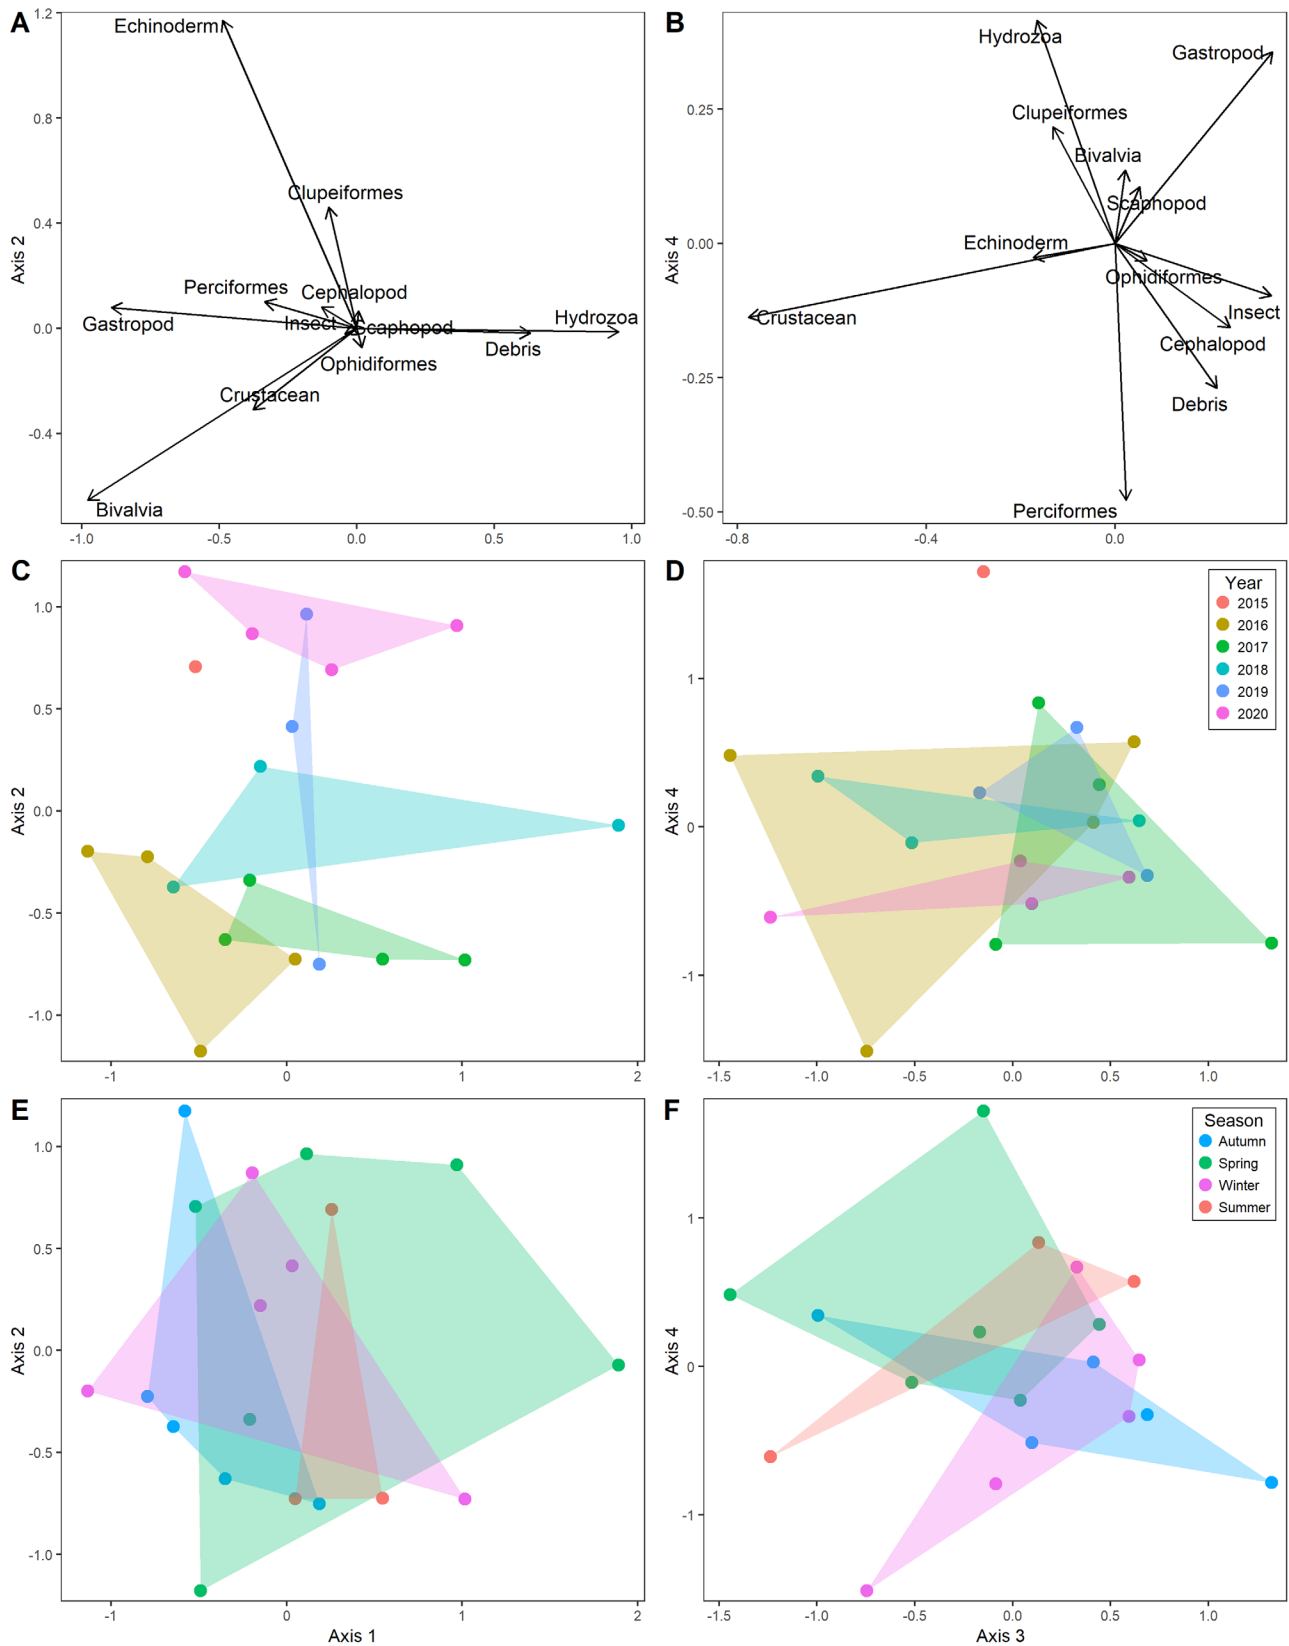 A
B
1.2
0.8
0.4
0.0
-0.4
Axis 2
Echinoderm
Clupeiformes
Perciformes
Cephalopod
Gastropod
Insect
Scaphopod
Hydrozoa
Debris
Ophidiformes
Crustacean
Bivalvia
-1.0 -0.5 0.0 0.5 1.0
0.25
0.00
-0.25
-0.50
Axis 4
Hydrozoa
Gastropod
Clupeiformes
Bivalvia
Scaphopod
Echinoderm
Ophidiformes
Crustacean
Insect
Cephalopod
Debris
Perciformes
-0.8 -0.4 0.0
C
1.0
0.5
0.0
-0.5
-1.0
Axis 2
-1 0 1 2
D
1
0
-1
Axis 4
Year
2015
2016
2017
2018
2019
2020
-1.5 -1.0 -0.5 0.0 0.5 1.0
E
1.0
0.5
0.0
-0.5
-1.0
Axis 2
-1 0 1 2
Axis 1
F
1
0
-1
Axis 4
Season
Autumn
Spring
Winter
Summer
-1.5 -1.0 -0.5 0.0 0.5 1.0
Axis 3